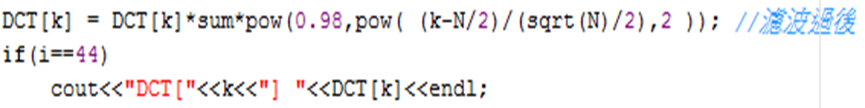 DCT[k] = DCT[k]*sum*pow(0.98,pow( (k-N/2)/(sqrt(N)/2),2 )); //濾波過後
if(i==44)
cout<<"DCT["<<k<<"] "<<DCT[k]<<endl;